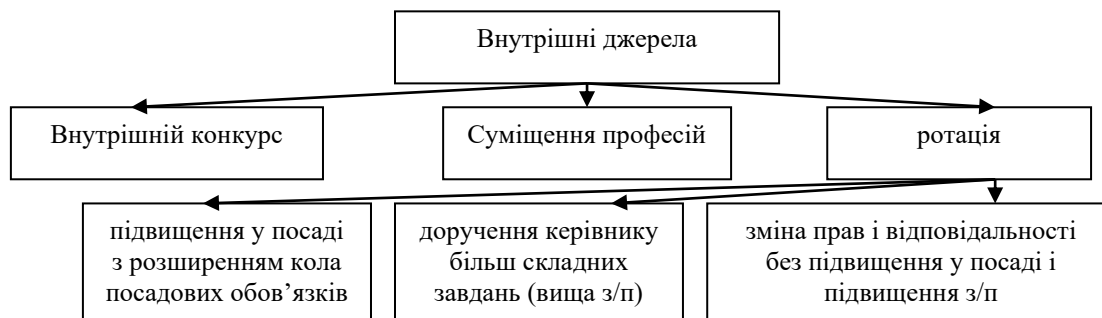 Внутрішні джерела
Внутрішній конкурс
Суміщення професій
ротація
підвищення у посаді
з розширенням кола
посадових обов’язків
доручення керівнику
більш складних
завдань (вища з/п)
зміна прав і відповідальності
без підвищення у посаді і
підвищення з/п